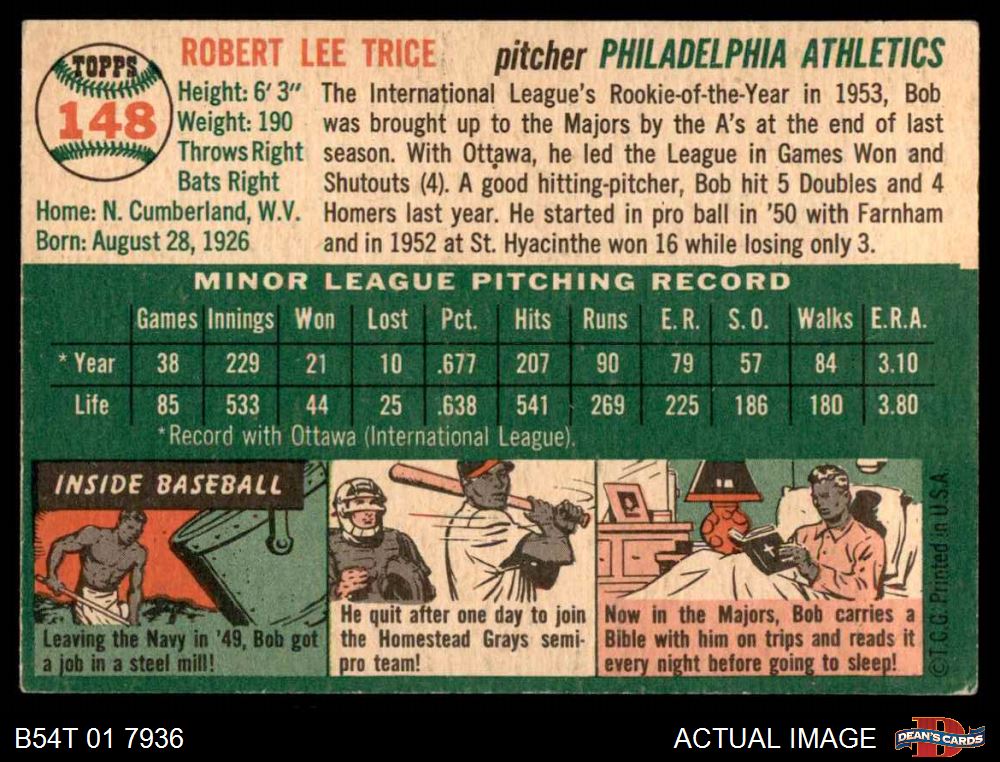 TOPPS
148
ROBERT LEE TRICE pitcher PHILADELPHIA ATHLETICS
Height: 6' 3"
Weight: 190
Throws Right
Bats Right
Home: N. Cumberland, W.V.
Born: August 28, 1926
The International League's Rookie-of-the-Year in 1953, Bob
was brought up to the Majors by the A's at the end of last
season. With Ottawa, he led the League in Games Won and
Shutouts (4). A good hitting-pitcher, Bob hit 5 Doubles and 4
Homers last year. He started in pro ball in '50 with Farnham
and in 1952 at St. Hyacinthe won 16 while losing only 3.
MINOR LEAGUE PITCHING RECORD
Games Innings Won Lost Pct. Hits Runs E.R. S.O. Walks E.R.A.
* Year 38 229 21 10 .677 207 90 79 57 84 3.10
Life 85 533 44 25 .638 541 269 225 186 180 3.80
*Record with Ottawa (International League).
INSIDE BASEBALL
Leaving the Navy in '49, Bob got
a job in a steel mill!
He quit after one day to join
the Homestead Grays semi-
pro team!
Now in the Majors, Bob carries a
Bible with him on trips and reads it
every night before going to sleep!
©T.C.G. Printed in U.S.A.
B54T 01 7936
ACTUAL IMAGE
DEAN'S CARDS